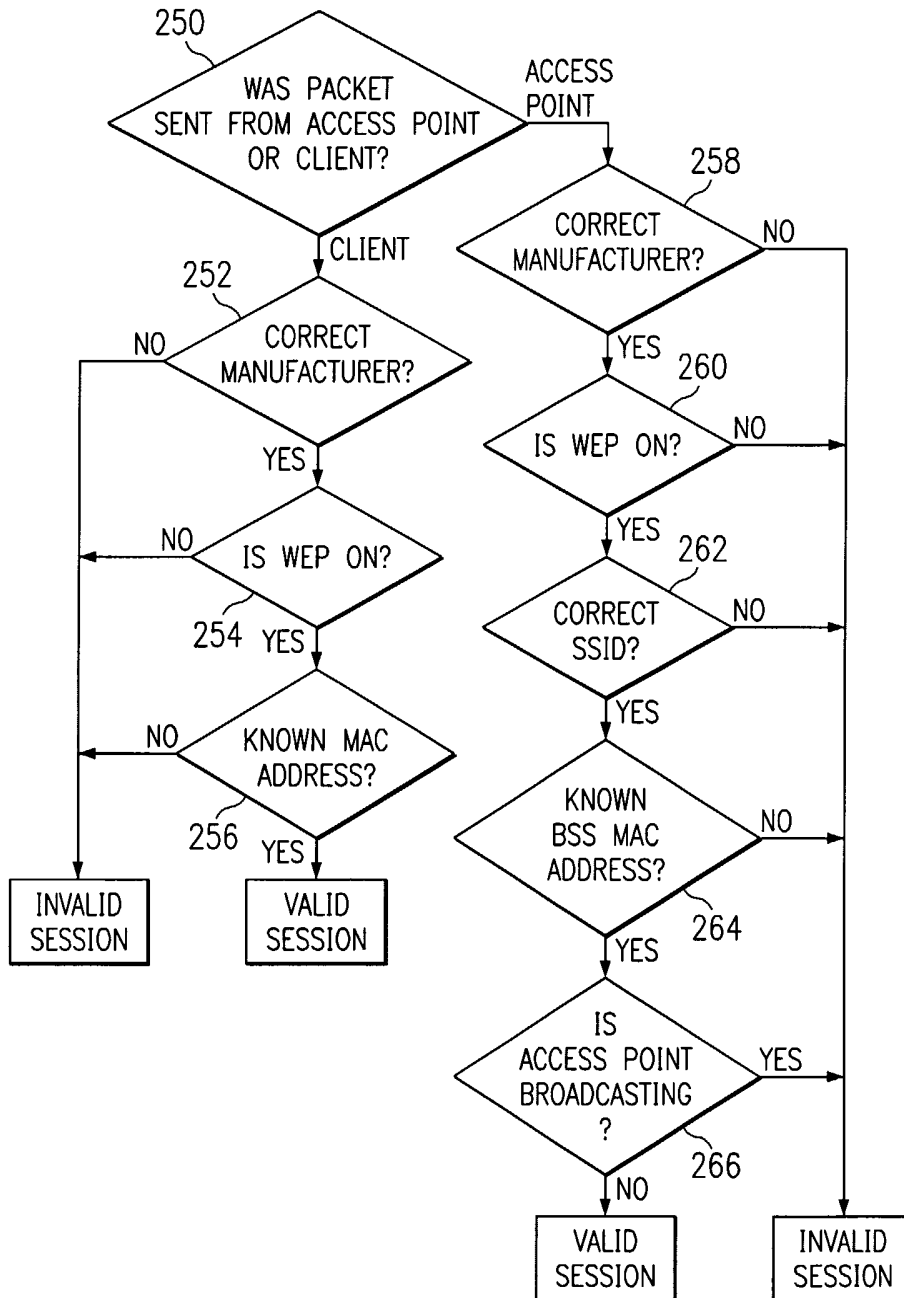 250
WAS PACKET
SENT FROM ACCESS POINT
OR CLIENT?
ACCESS
POINT
CLIENT
258
CORRECT
MANUFACTURER?
NO
YES
252
CORRECT
MANUFACTURER?
NO
YES
260
IS WEP ON?
NO
YES
IS WEP ON?
NO
254
YES
262
CORRECT
SSID?
NO
YES
KNOWN MAC
ADDRESS?
NO
256
YES
KNOWN
BSS MAC
ADDRESS?
NO
264
YES
INVALID
SESSION
VALID
SESSION
IS
ACCESS POINT
BROADCASTING
?
YES
266
NO
VALID
SESSION
INVALID
SESSION